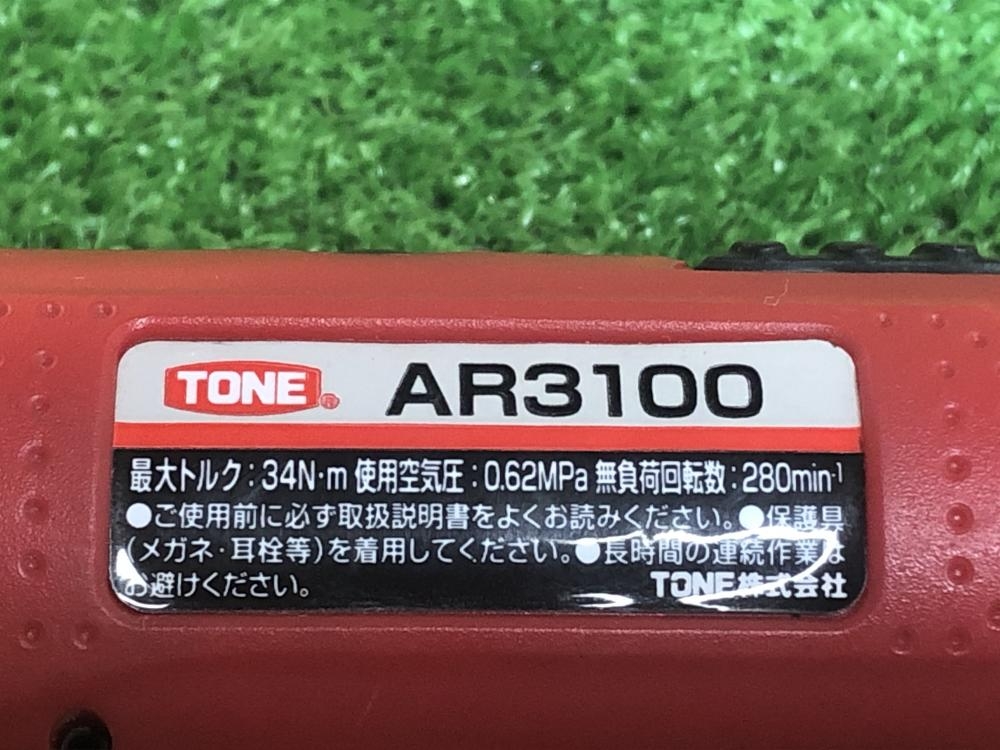 TONE® AR3100
最大トルク：34N·m 使用空気圧：0.62MPa 無負荷回転数：280min-1
●ご使用前に必ず取扱説明書をよくお読みください。●保護具
(メガネ・耳栓等)を着用してください。●長時間の連続作業は
お避けください。 TONE株式会社